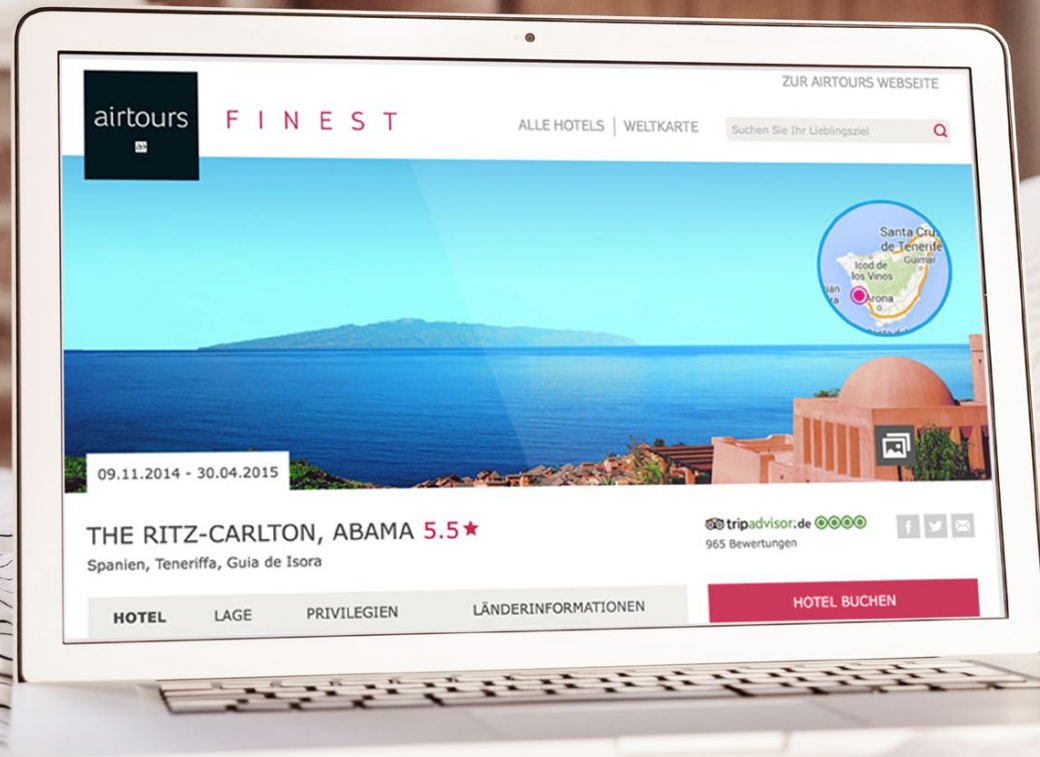 ZUR AIRTOURS WEBSEITE
airtours
FINEST
ALLE HOTELS | WELTKARTE
Suchen Sie Ihr Lieblingsziel
Santa Cru
de Tenerife
Icod de
los Vinos
Güímar
Arona
09.11.2014 - 30.04.2015
THE RITZ-CARLTON, ABAMA 5.5★
Spanien, Teneriffa, Guia de Isora
tripadvisor.de
965 Bewertungen
HOTEL
LAGE
PRIVILEGIEN
LÄNDERINFORMATIONEN
HOTEL BUCHEN